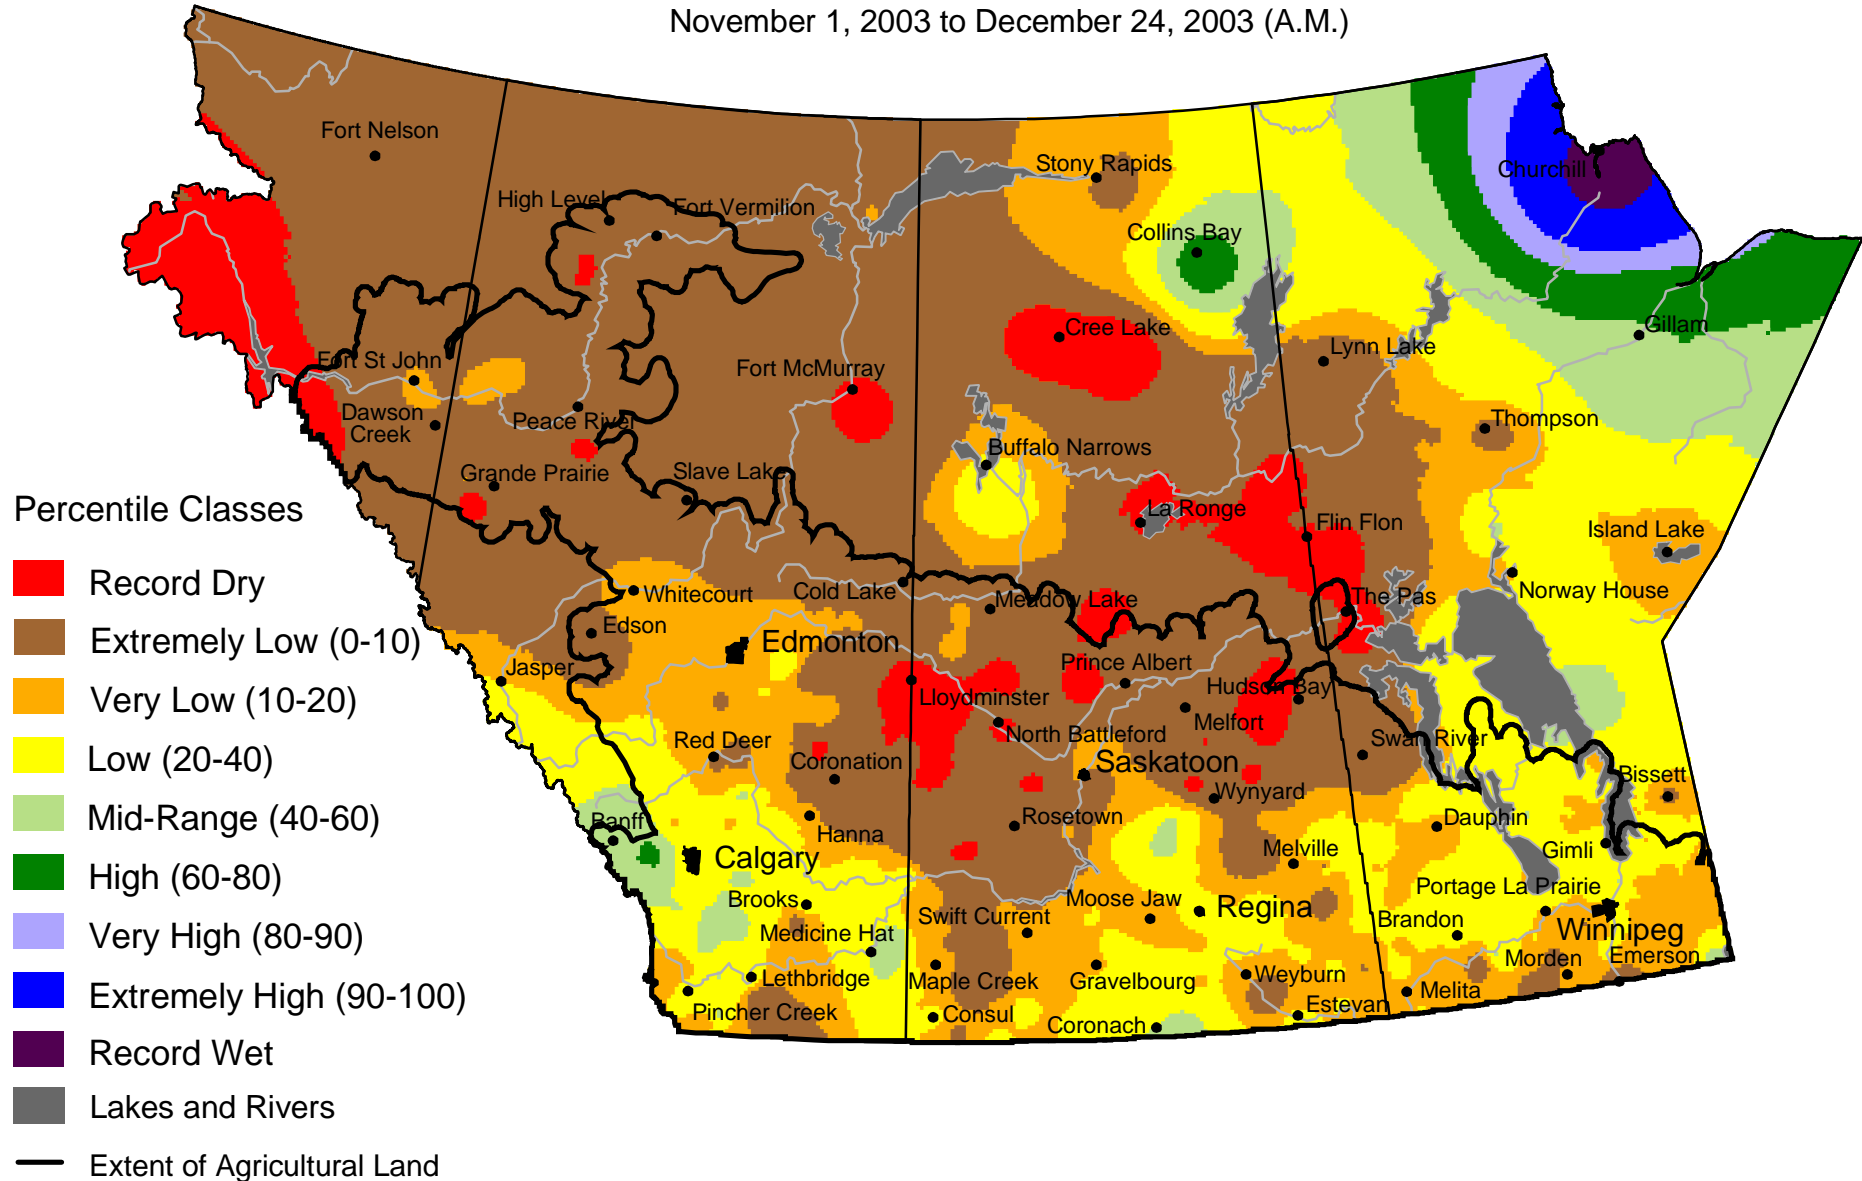 November 1, 2003 to December 24, 2003 (A.M.)
Fort Nelson
Stony Rapids
Churchill
High Level
Fort Vermilion
Collins Bay
Gillam
Cree Lake
Lynn Lake
Fort St John
Fort McMurray
Dawson
Creek
Peace River
Thompson
Buffalo Narrows
Grande Prairie
Slave Lake
La Ronge
Flin Flon
Island Lake
Whitecourt
Cold Lake
Meadow Lake
The Pas
Norway House
Edson
Edmonton
Jasper
Prince Albert
Hudson Bay
Lloydminster
Melfort
North Battleford
Red Deer
Swan River
Coronation
Saskatoon
Bissett
Wynyard
Banff
Hanna
Rosetown
Dauphin
Calgary
Melville
Gimli
Brooks
Moose Jaw
Portage La Prairie
Swift Current
Regina
Brandon
Medicine Hat
Winnipeg
Lethbridge
Maple Creek
Gravelbourg
Weyburn
Morden
Emerson
Pincher Creek
Consul
Coronach
Estevan
Melita
Percentile Classes
Record Dry
Extremely Low (0-10)
Very Low (10-20)
Low (20-40)
Mid-Range (40-60)
High (60-80)
Very High (80-90)
Extremely High (90-100)
Record Wet
Lakes and Rivers
Extent of Agricultural Land